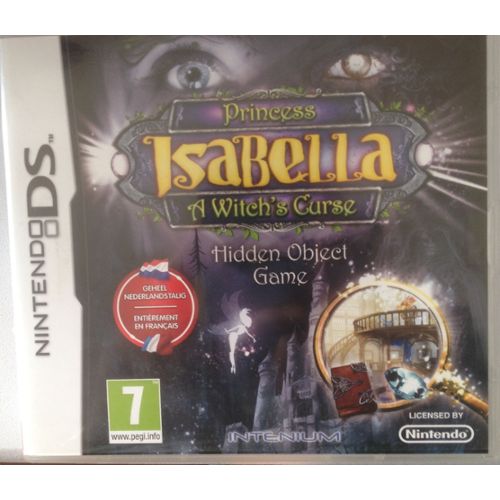 NINTENDO DS™
Princess
Isabella
A Witch's Curse
Hidden Object
Game
GEHEEL
NEDERLANDSTALIG
ENTIÈREMENT
EN FRANÇAIS
7
www.pegi.info
INTENIUM
LICENSED BY
Nintendo